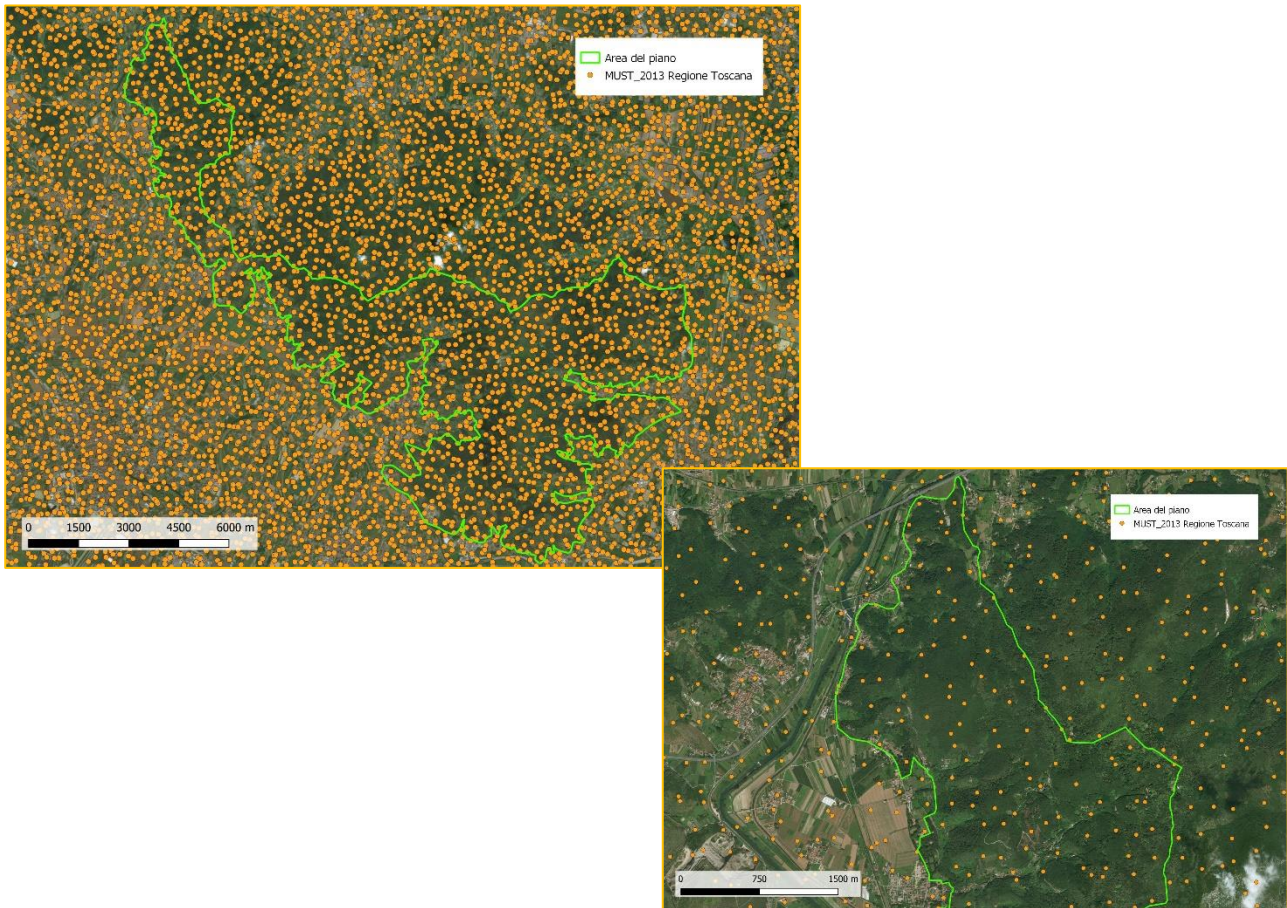 Area del piano
MUST_2013 Regione Toscana
0 1500 3000 4500 6000 m
Area del piano
MUST_2013 Regione Toscana
0 750 1500 m